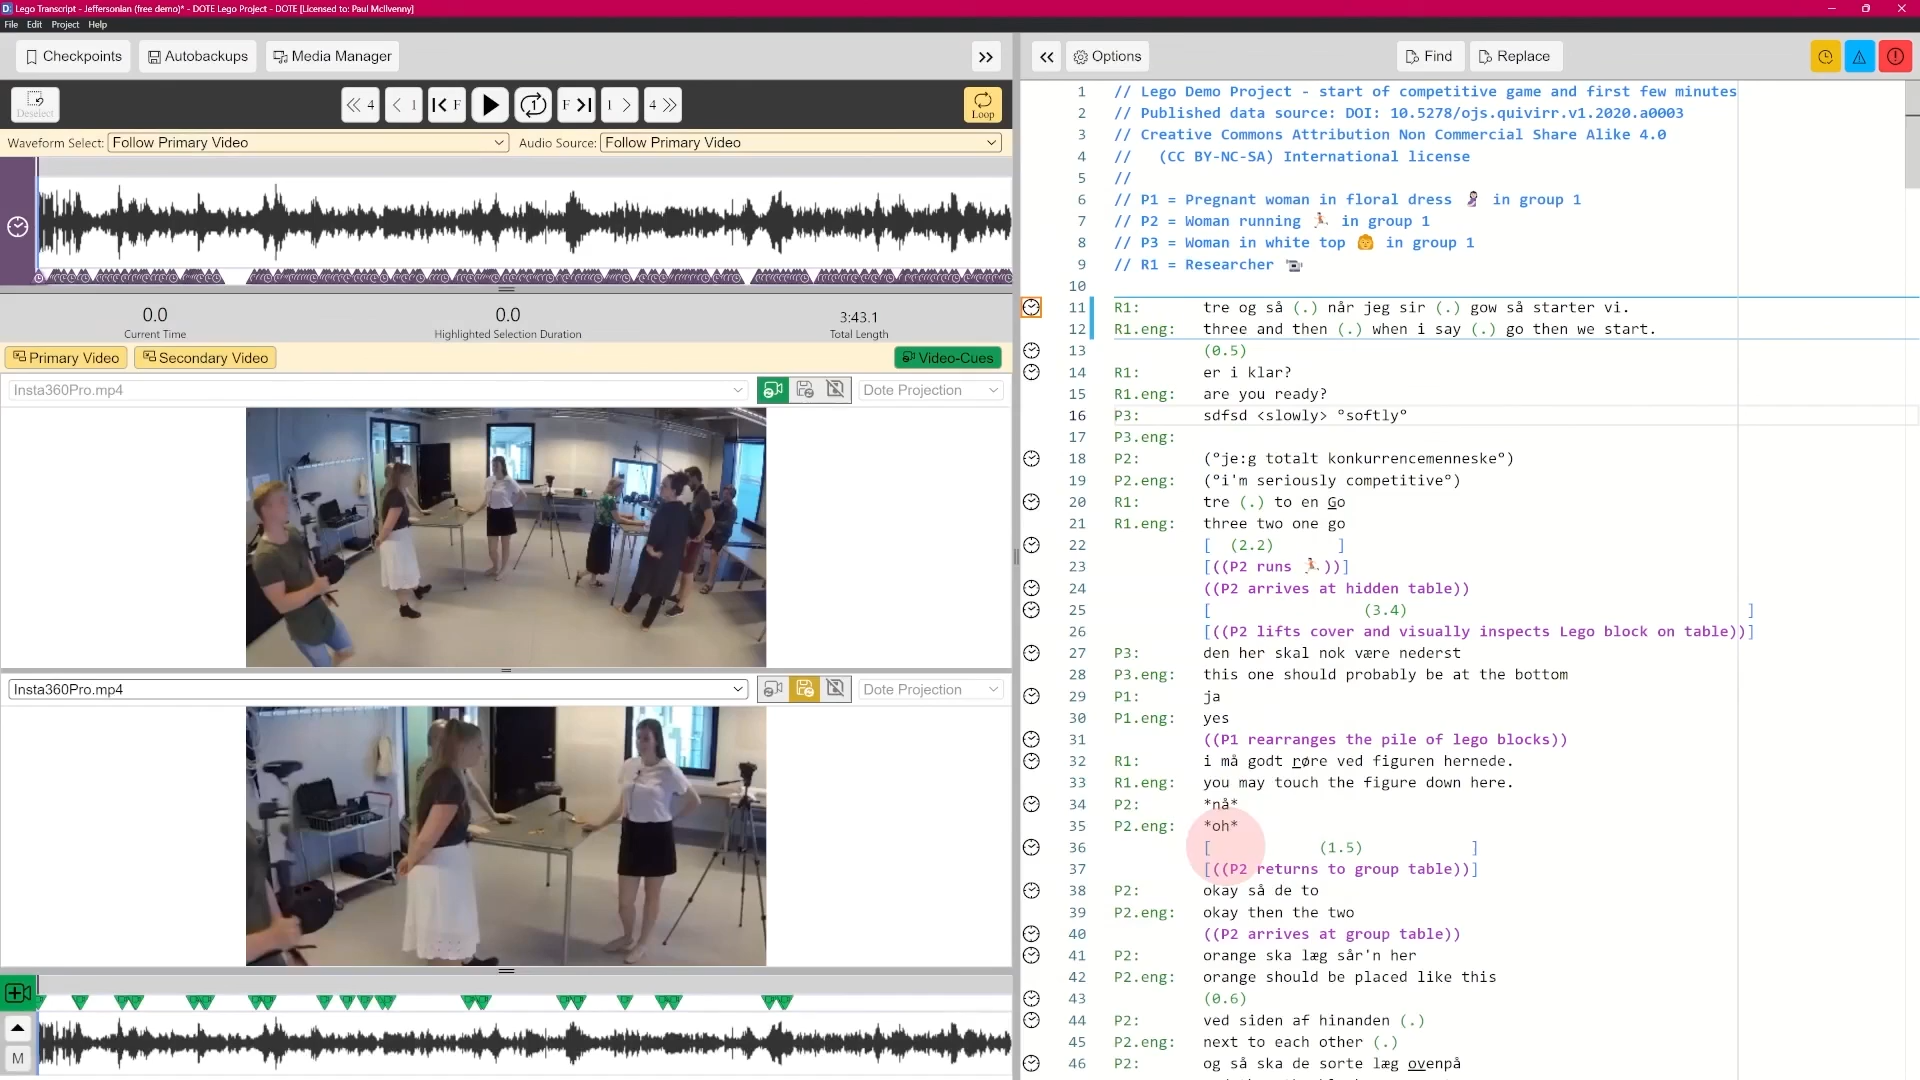 Lego Transcript - Jeffersonian (free demo)* - DOTE Lego Project - DOTE [Licensed to: Paul McIlvenny]
File Edit Project Help
Checkpoints Autobackups Media Manager
Options Find Replace
Deselect 4 1 F 1 F 1 4 Loop
Waveform Select: Follow Primary Video Audio Source: Follow Primary Video
0.0 0.0 3:43.1
Current Time Highlighted Selection Duration Total Length
Primary Video Secondary Video Video-Cues
Insta360Pro.mp4 Dote Projection
Insta360Pro.mp4 Dote Projection
M
1 // Lego Demo Project - start of competitive game and first few minutes
2 // Published data source: DOI: 10.5278/ojs.quivirr.v1.2020.a0003
3 // Creative Commons Attribution Non Commercial Share Alike 4.0
4 // (CC BY-NC-SA) International license
5 //
6 // P1 = Pregnant woman in floral dress 🤰 in group 1
7 // P2 = Woman running 🏃 in group 1
8 // P3 = Woman in white top 👩 in group 1
9 // R1 = Researcher 📹
10
11 R1: tre og så (.) når jeg sir (.) gow så starter vi.
12 R1.eng: three and then (.) when i say (.) go then we start.
13 (0.5)
14 R1: er i klar?
15 R1.eng: are you ready?
16 P3: sdfsd <slowly> °softly°
17 P3.eng:
18 P2: (°je:g totalt konkurrencemenneske°)
19 P2.eng: (°i'm seriously competitive°)
20 R1: tre (.) to en Go
21 R1.eng: three two one go
22 [ (2.2) ]
23 [((P2 runs 🏃))]
24 ((P2 arrives at hidden table))
25 [ (3.4) ]
26 [((P2 lifts cover and visually inspects Lego block on table))]
27 P3: den her skal nok være nederst
28 P3.eng: this one should probably be at the bottom
29 P1: ja
30 P1.eng: yes
31 ((P1 rearranges the pile of lego blocks))
32 R1: i må godt røre ved figuren hernede.
33 R1.eng: you may touch the figure down here.
34 P2: *nå*
35 P2.eng: *oh*
36 [ (1.5) ]
37 [((P2 returns to group table))]
38 P2: okay så de to
39 P2.eng: okay then the two
40 ((P2 arrives at group table))
41 P2: orange ska læg sår'n her
42 P2.eng: orange should be placed like this
43 (0.6)
44 P2: ved siden af hinanden (.)
45 P2.eng: next to each other (.)
46 P2: og så ska de sorte læg ovenpå